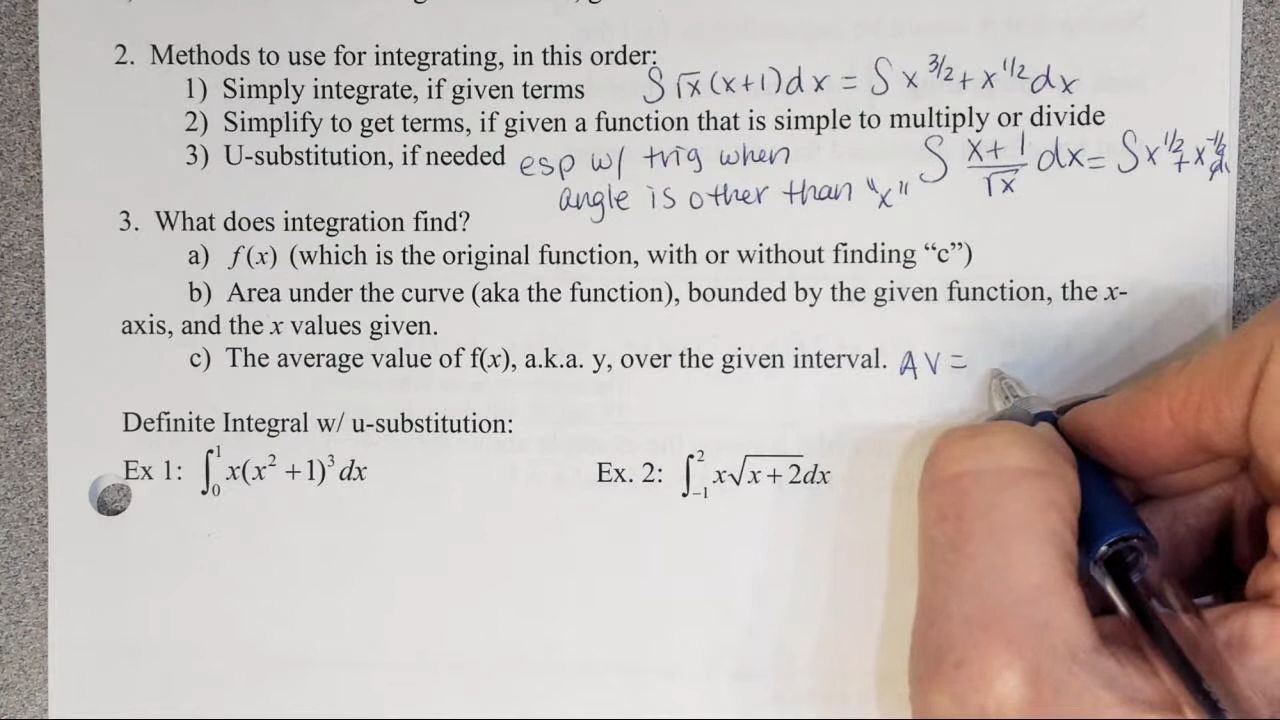 2. Methods to use for integrating, in this order:
1) Simply integrate, if given terms ∫√x(x+1)dx = ∫x^3/2 + x^1/2 dx
2) Simplify to get terms, if given a function that is simple to multiply or divide
3) U-substitution, if needed esp w/ trig when
angle is other than "x" ∫ (x+1)/√x dx = ∫x^1/2 + x^-1/2 dx
3. What does integration find?
a) f(x) (which is the original function, with or without finding “c”)
b) Area under the curve (aka the function), bounded by the given function, the x-
axis, and the x values given.
c) The average value of f(x), a.k.a. y, over the given interval. AV =
Definite Integral w/ u-substitution:
Ex 1: ∫₀¹ x(x² +1)³ dx Ex. 2: ∫₋₁² x√(x+2)dx